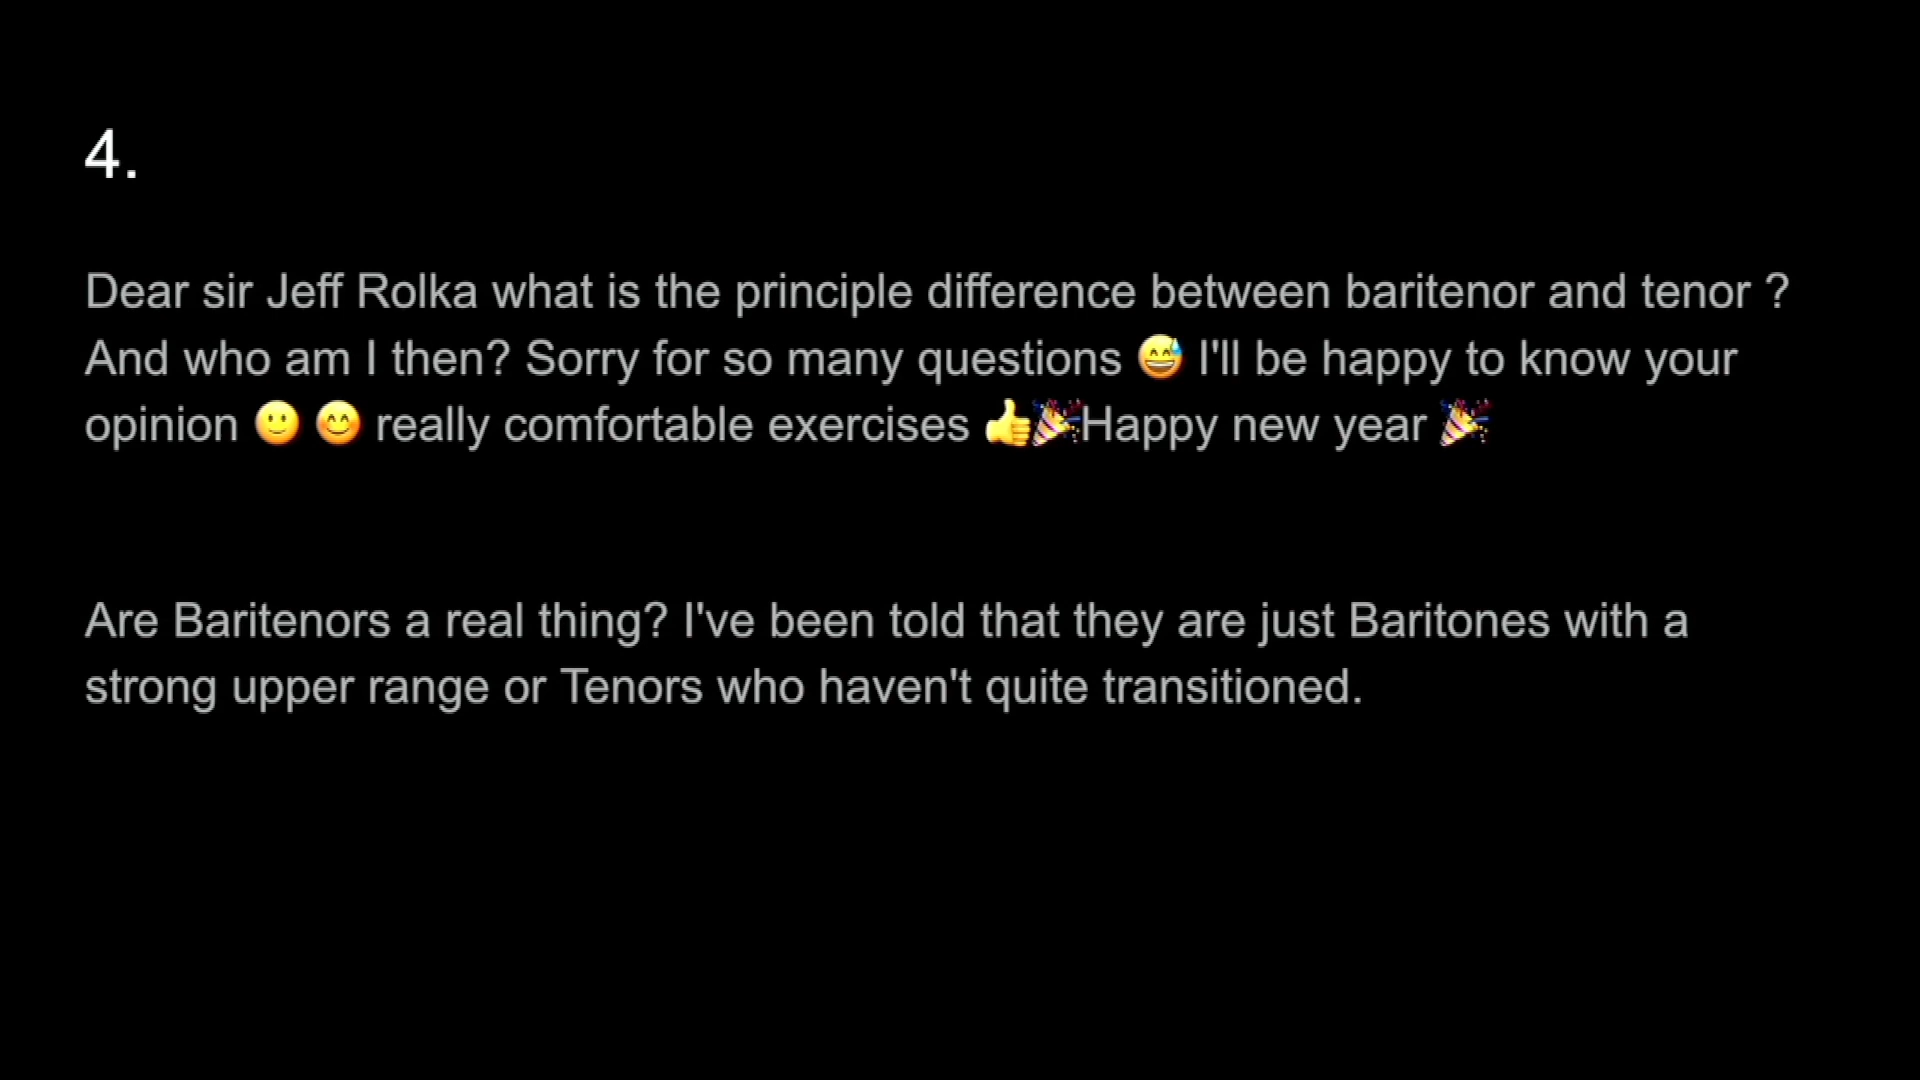 4.
Dear sir Jeff Rolka what is the principle difference between baritenor and tenor ?
And who am I then? Sorry for so many questions 😅 I'll be happy to know your
opinion 🙂 😊 really comfortable exercises 👍🎉Happy new year 🎉
Are Baritenors a real thing? I've been told that they are just Baritones with a
strong upper range or Tenors who haven't quite transitioned.